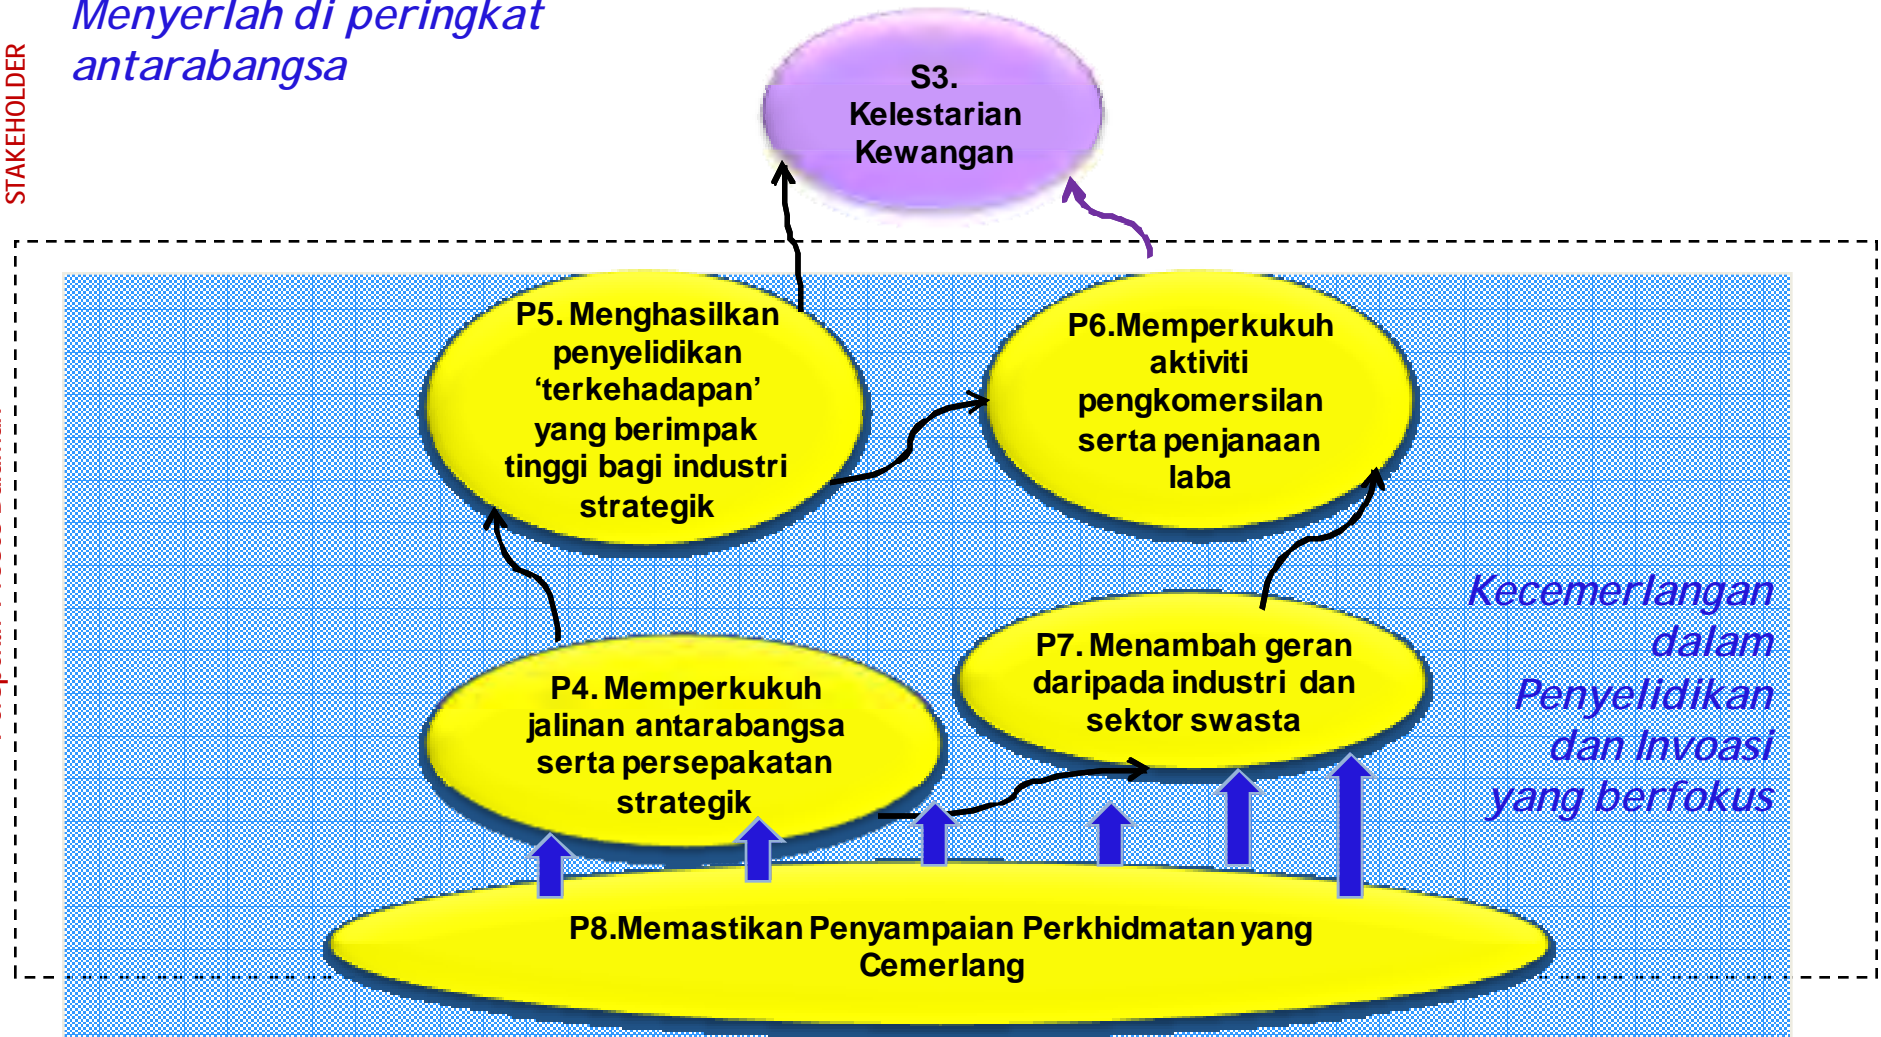 Menyerlah di peringkat
antarabangsa
STAKEHOLDER
S3.
Kelestarian
Kewangan
P5. Menghasilkan
penyelidikan
‘terkehadapan’
yang berimpak
tinggi bagi industri
strategik
P6.Memperkukuh
aktiviti
pengkomersilan
serta penjanaan
laba
P4. Memperkukuh
jalinan antarabangsa
serta persepakatan
strategik
P7. Menambah geran
daripada industri dan
sektor swasta
Kecemerlangan
dalam
Penyelidikan
dan Invoasi
yang berfokus
P8.Memastikan Penyampaian Perkhidmatan yang
Cemerlang